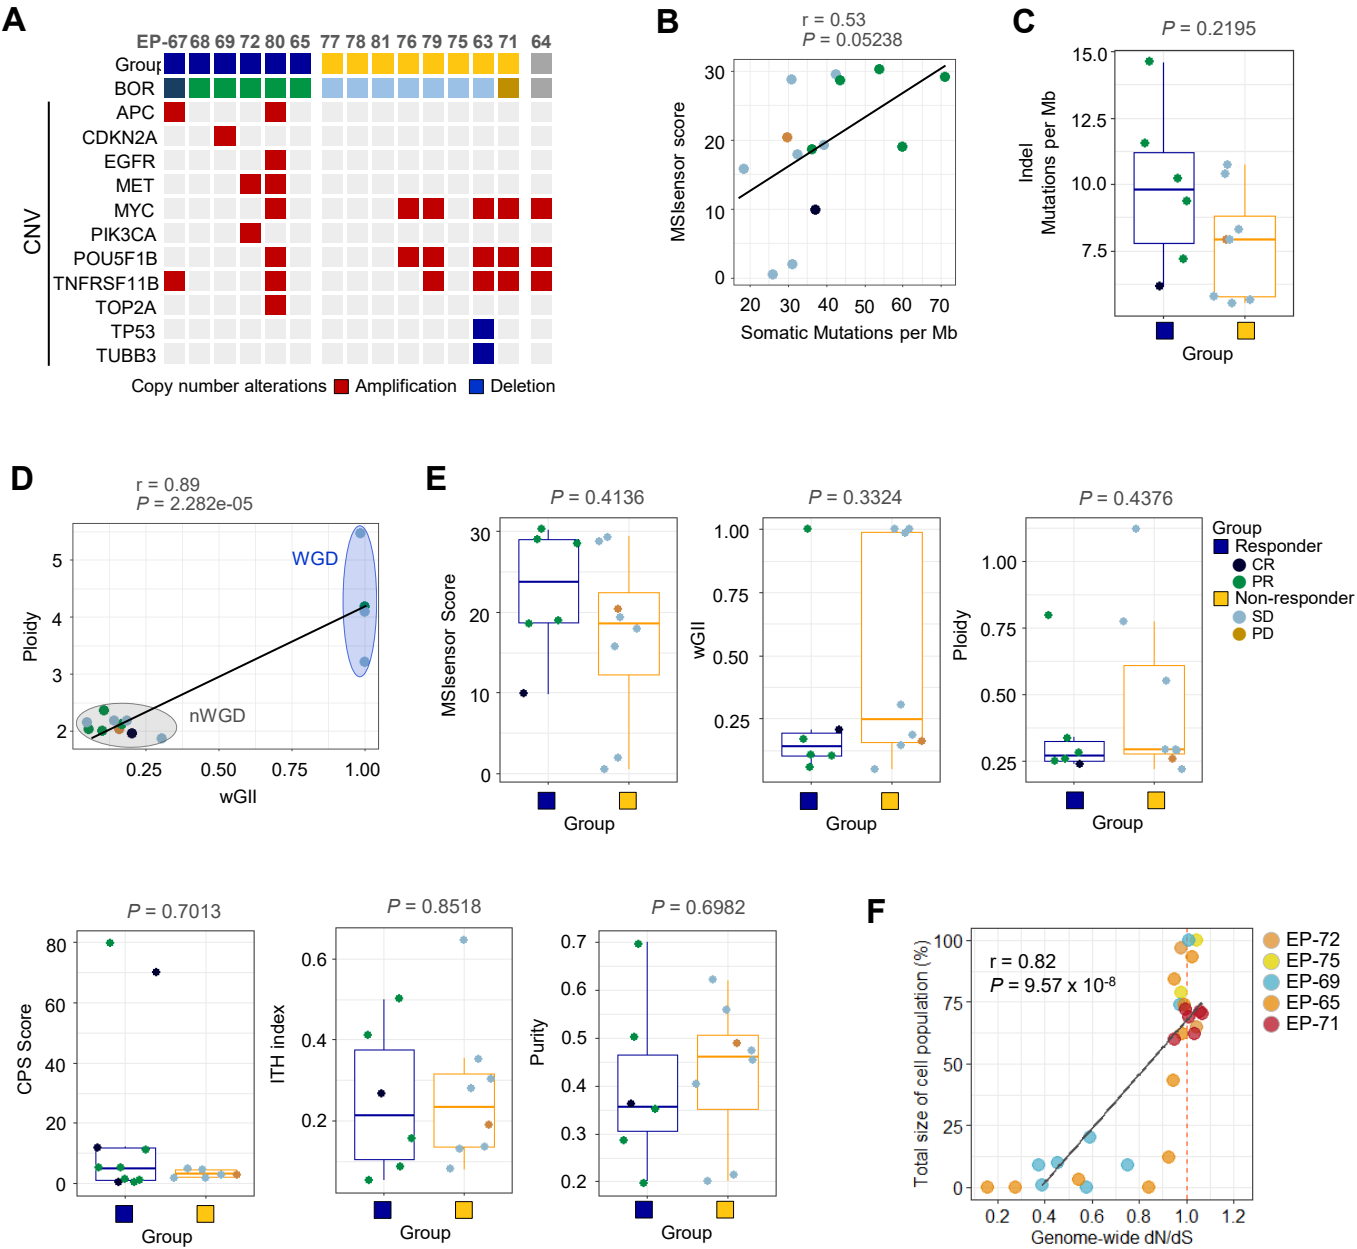 A
EP-67 68 69 72 80 65 77 78 81 76 79 75 63 71 64
Group
BOR
APC
CDKN2A
EGFR
MET
MYC
PIK3CA
POU5F1B
TNFRSF11B
TOP2A
TP53
TUBB3
CNV
Copy number alterations Amplification Deletion
B
r = 0.53
P = 0.05238
MSIsensor score
30
20
10
0
20 30 40 50 60 70
Somatic Mutations per Mb
C
P = 0.2195
Indel
Mutations per Mb
15.0
12.5
10.0
7.5
Group
D
r = 0.89
P = 2.282e-05
Ploidy
5
4
3
2
WGD
nWGD
0.25 0.50 0.75 1.00
wGII
E
P = 0.4136
MSIsensor Score
30
20
10
0
Group
P = 0.3324
wGII
1.00
0.75
0.50
0.25
Group
P = 0.4376
Ploidy
1.00
0.75
0.50
0.25
Group
Group
Responder
CR
PR
Non-responder
SD
PD
P = 0.7013
CPS Score
80
60
40
20
0
Group
P = 0.8518
ITH index
0.6
0.4
0.2
Group
P = 0.6982
Purity
0.7
0.6
0.5
0.4
0.3
0.2
Group
F
r = 0.82
P = 9.57 x 10-8
Total size of cell population (%)
100
75
50
25
0
0.2 0.4 0.6 0.8 1.0 1.2
Genome-wide dN/dS
EP-72
EP-75
EP-69
EP-65
EP-71